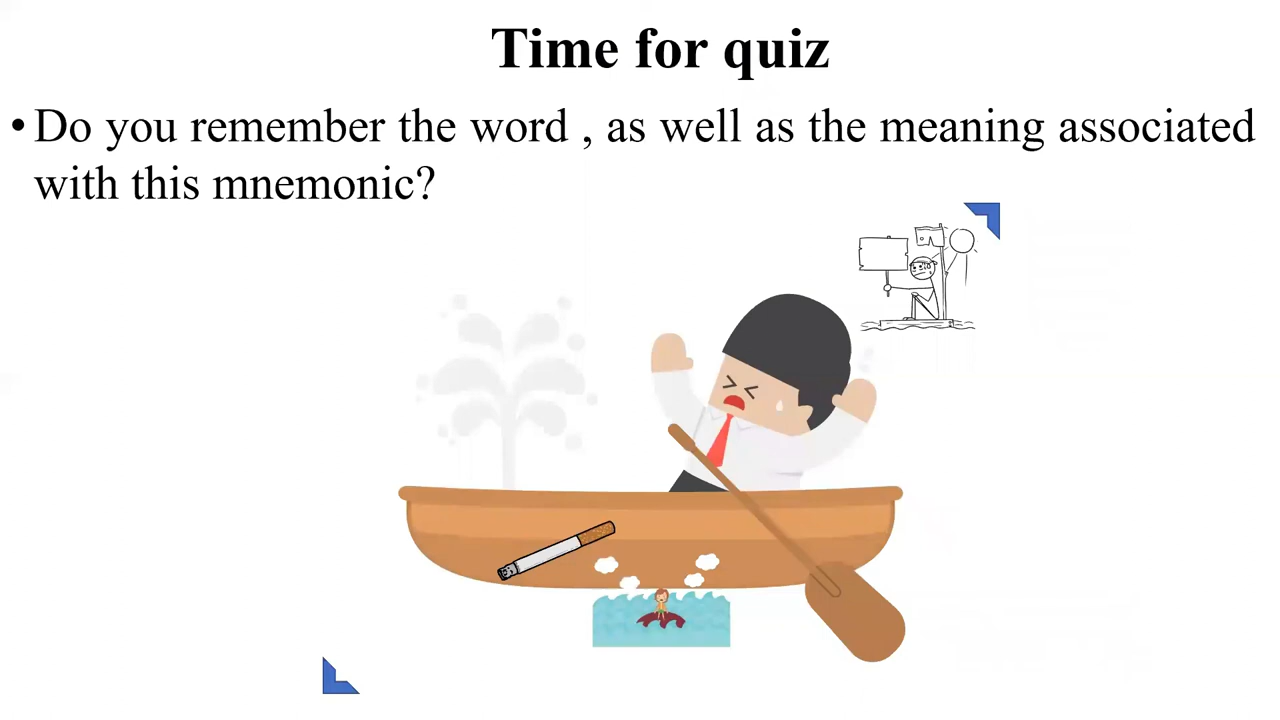 Time for quiz
• Do you remember the word , as well as the meaning associated
with this mnemonic?